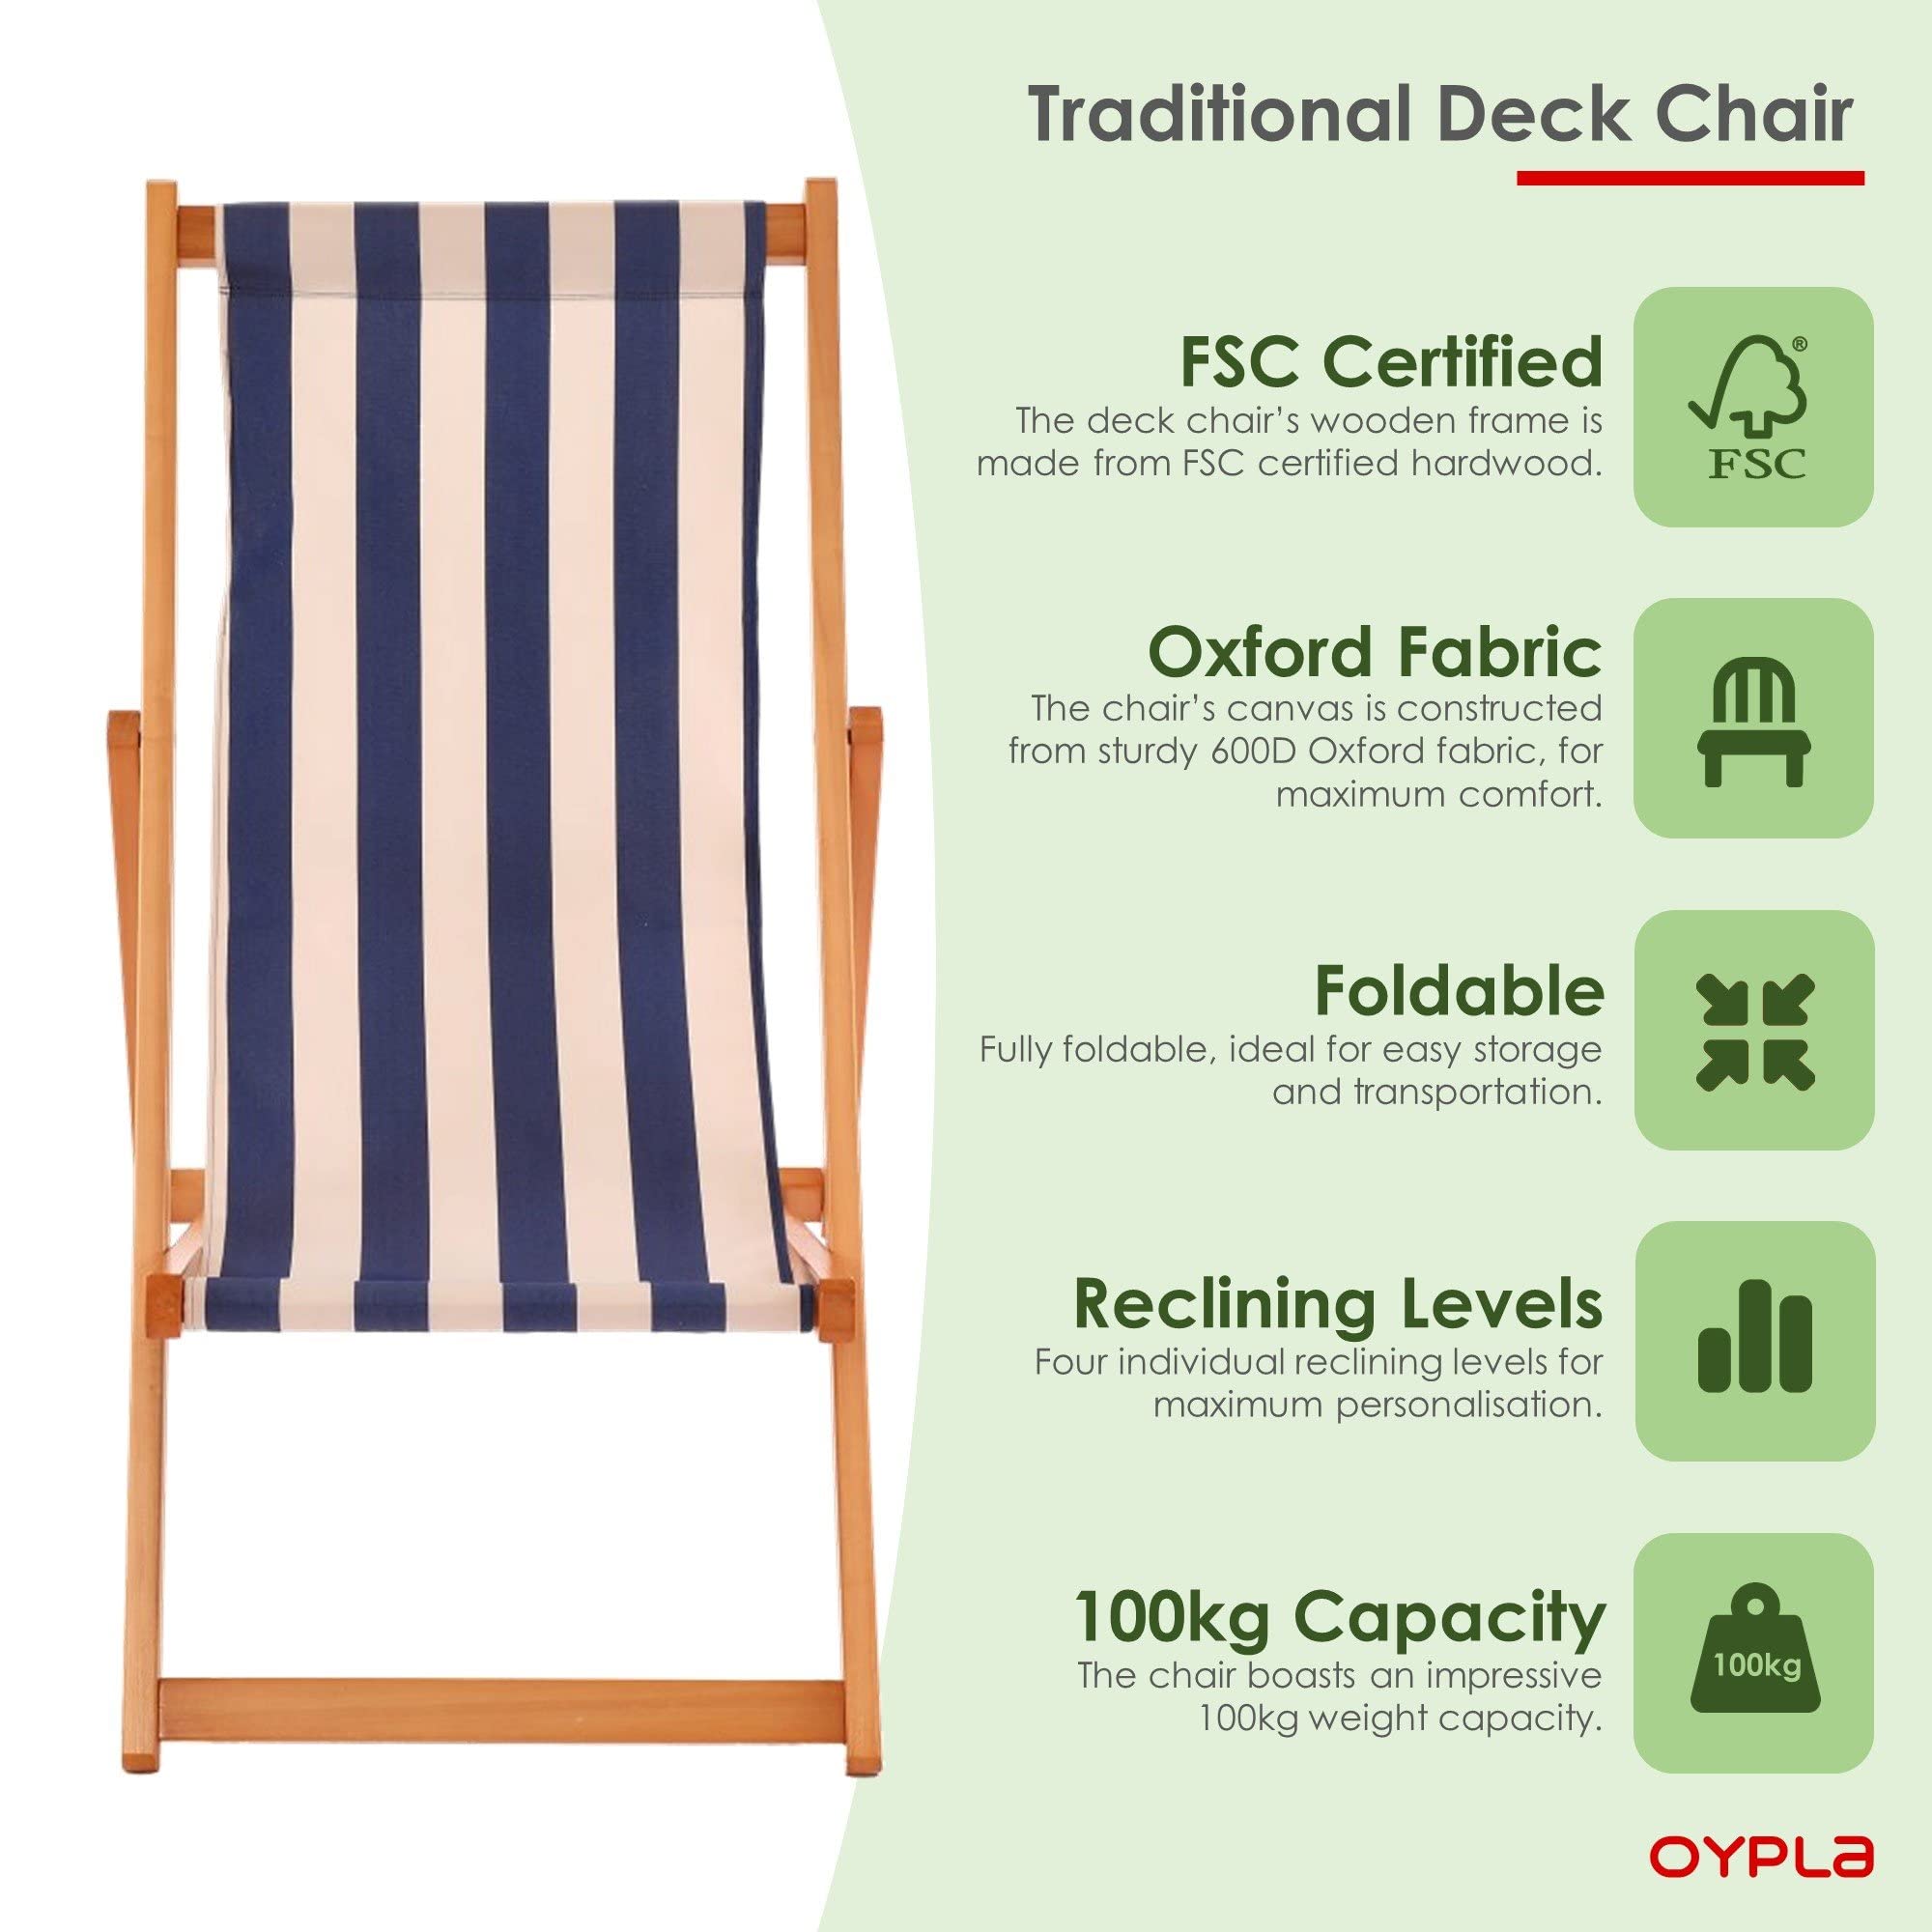 Traditional Deck Chair
FSC Certified
The deck chair's wooden frame is
made from FSC certified hardwood.
®
FSC
Oxford Fabric
The chair's canvas is constructed
from sturdy 600D Oxford fabric, for
maximum comfort.
Foldable
Fully foldable, ideal for easy storage
and transportation.
Reclining Levels
Four individual reclining levels for
maximum personalisation.
100kg Capacity
The chair boasts an impressive
100kg weight capacity.
100kg
OYPLa